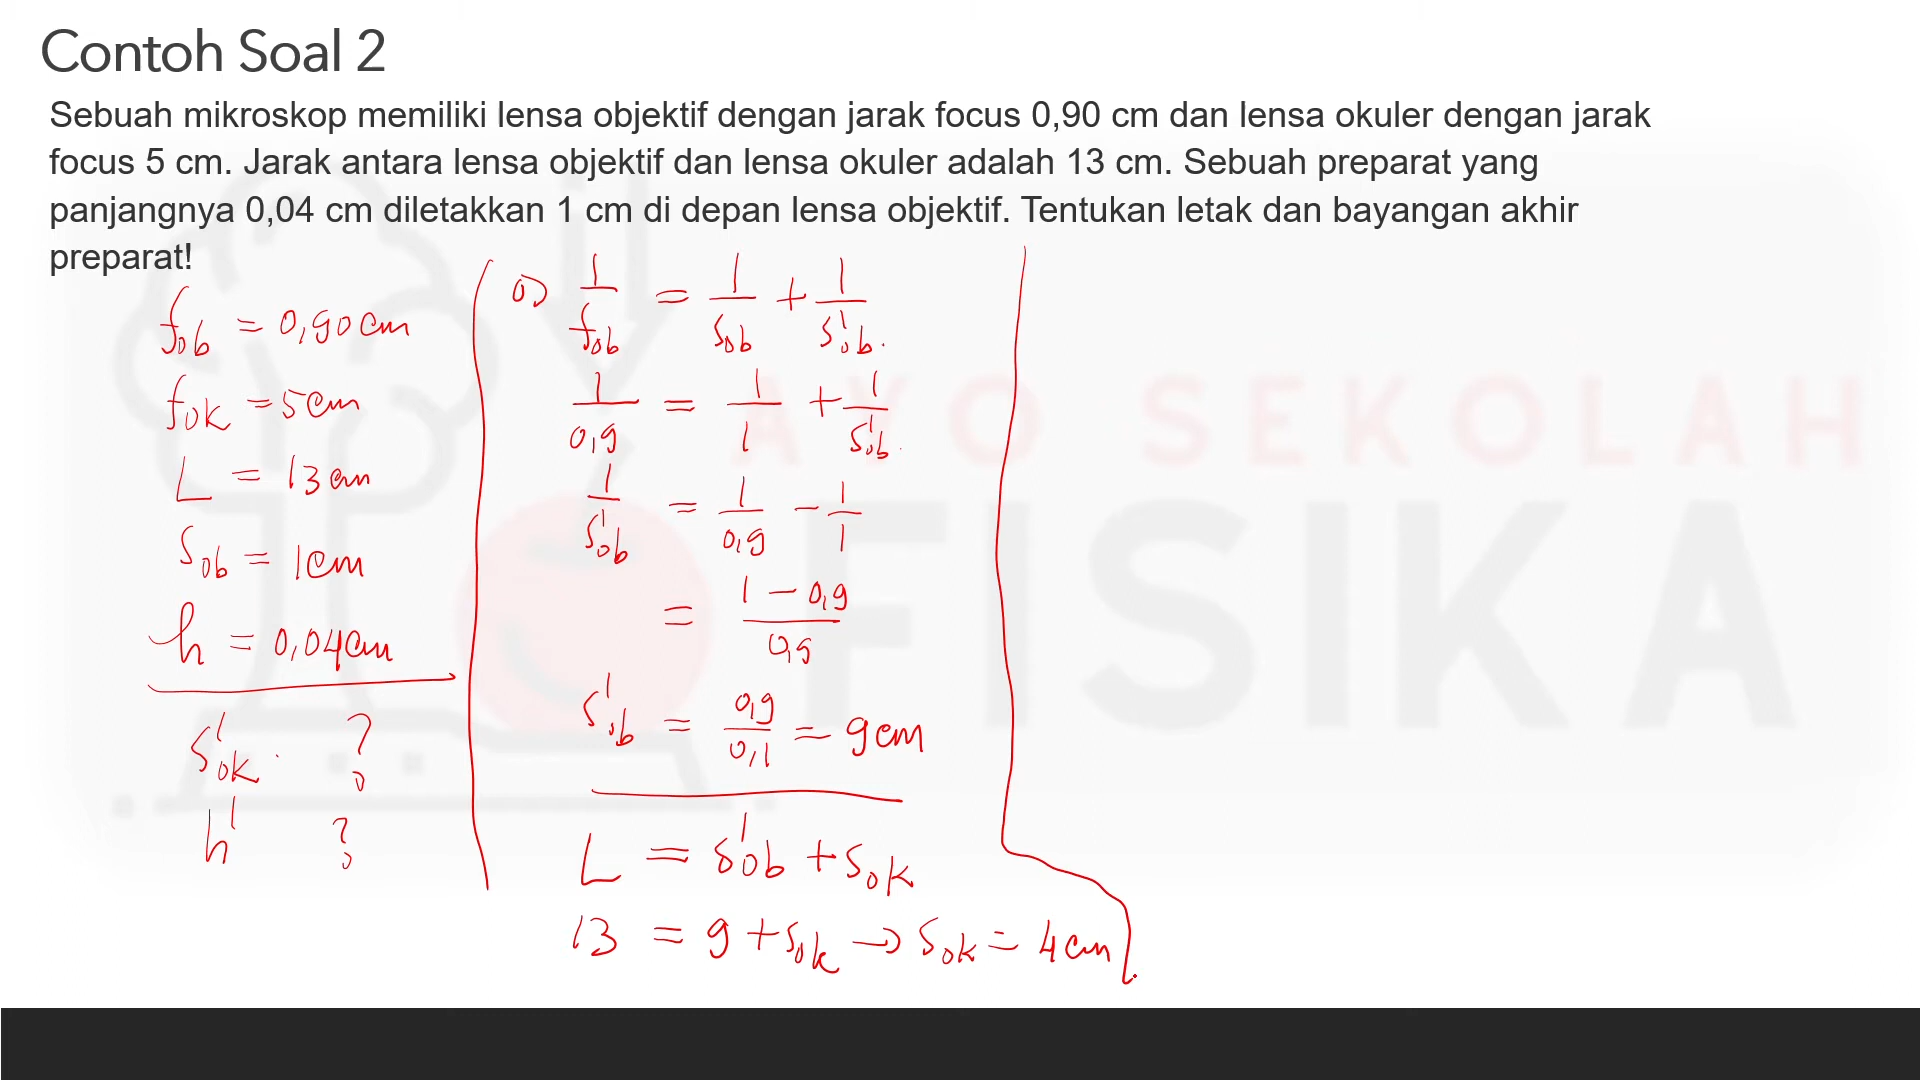 Contoh Soal 2
Sebuah mikroskop memiliki lensa objektif dengan jarak focus 0,90 cm dan lensa okuler dengan jarak
focus 5 cm. Jarak antara lensa objektif dan lensa okuler adalah 13 cm. Sebuah preparat yang
panjangnya 0,04 cm diletakkan 1 cm di depan lensa objektif. Tentukan letak dan bayangan akhir
preparat!
fob = 0,90 cm
fok = 5 cm
L = 13 cm
Sob = 1 cm
h = 0,04 cm
S'ok ?
h' ?
o) 1/fob = 1/Sob + 1/S'ob.
1/0,9 = 1/1 + 1/S'ob.
1/S'ob = 1/0,9 - 1/1
= (1 - 0,9)/0,9
S'ob = 0,9/0,1 = 9 cm
L = S'ob + Sok
13 = 9 + Sok → Sok = 4 cm
AYO SEKOLAH
FISIKA